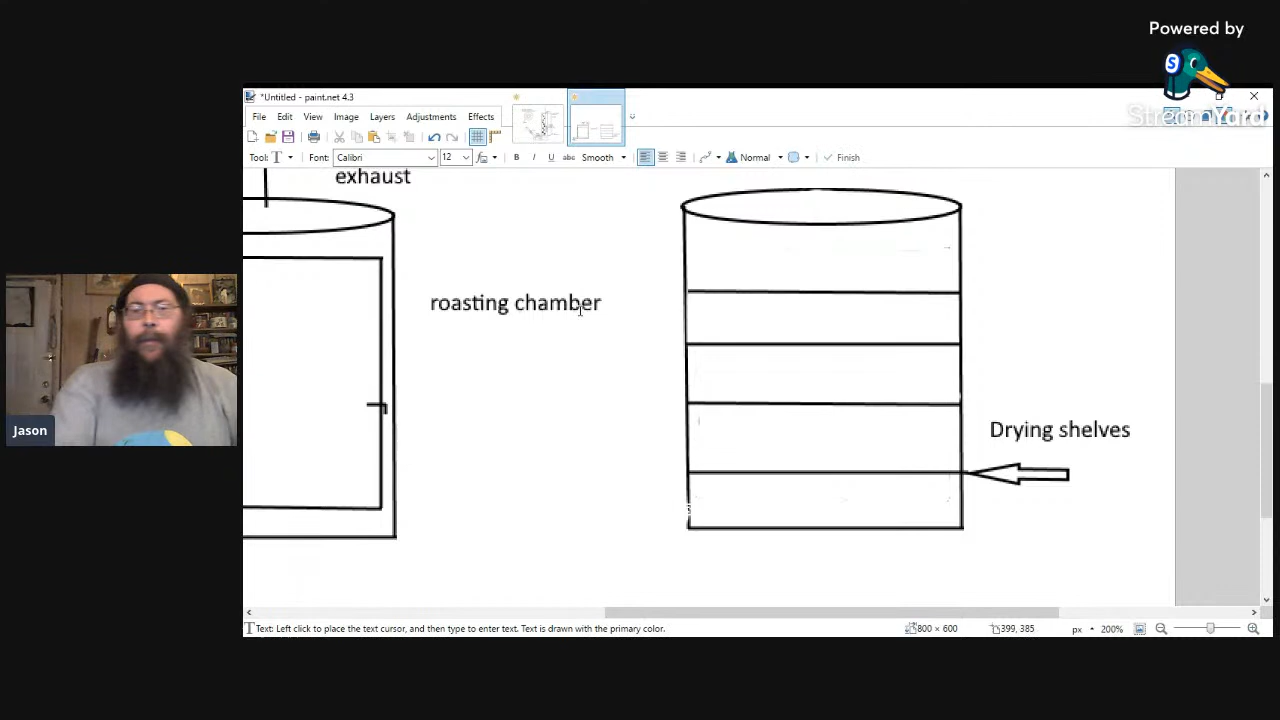 Powered by
StreamYard
*Untitled - paint.net 4.3
File Edit View Image Layers Adjustments Effects
Tool: T Font: Calibri 12 B I U abc Smooth Normal Finish
exhaust
roasting chamber
Drying shelves
Jason
Text: Left click to place the text cursor, and then type to enter text. Text is drawn with the primary color.
800 × 600
399, 385
px
200%